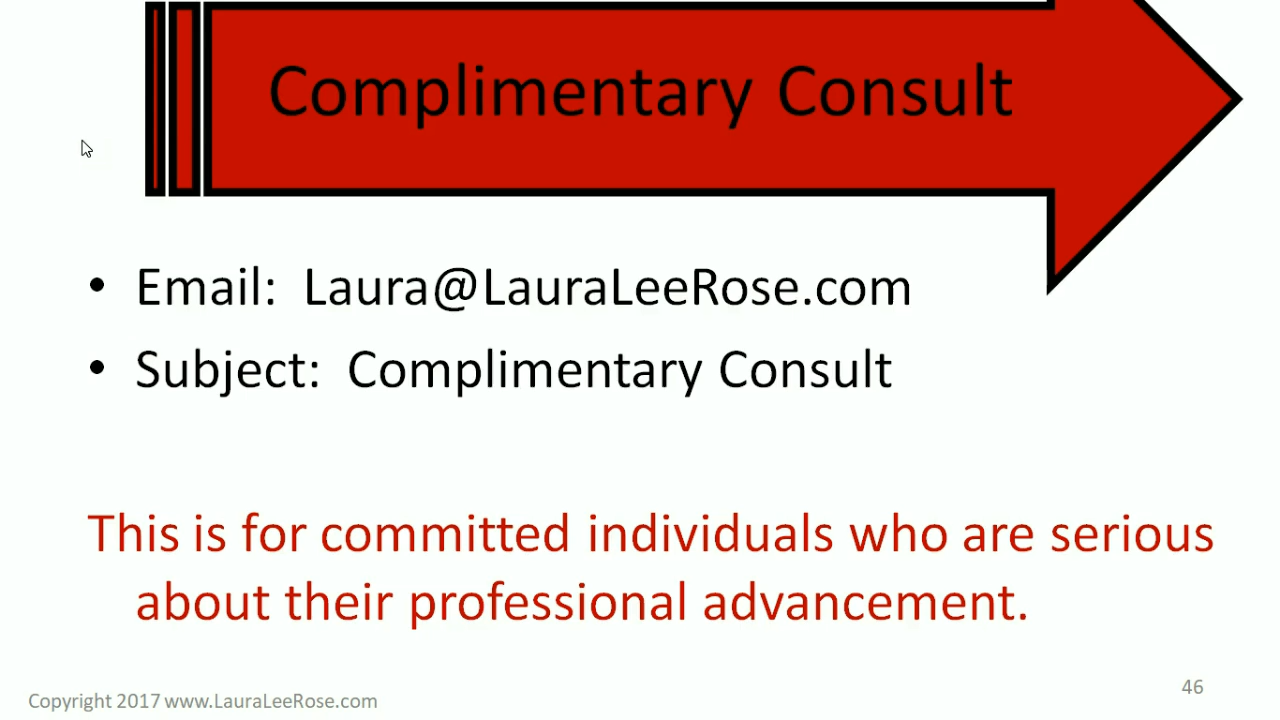 Complimentary Consult
• Email: Laura@LauraLeeRose.com
• Subject: Complimentary Consult
This is for committed individuals who are serious
about their professional advancement.
Copyright 2017 www.LauraLeeRose.com
46